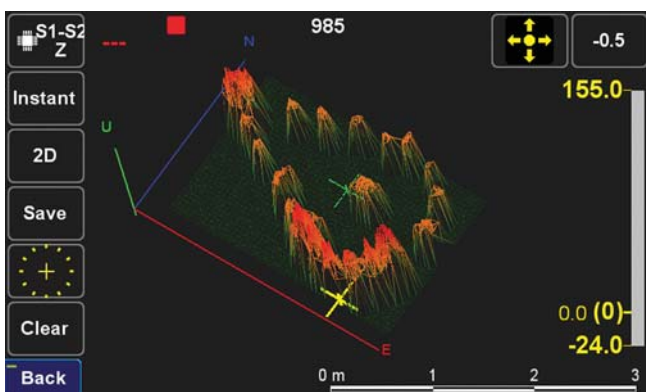 S1-S2
Z
---
985
-0.5
Instant
N
155.0
U
2D
Save
0.0 (0)
Clear
-24.0
E
Back
0 m 1 2 3